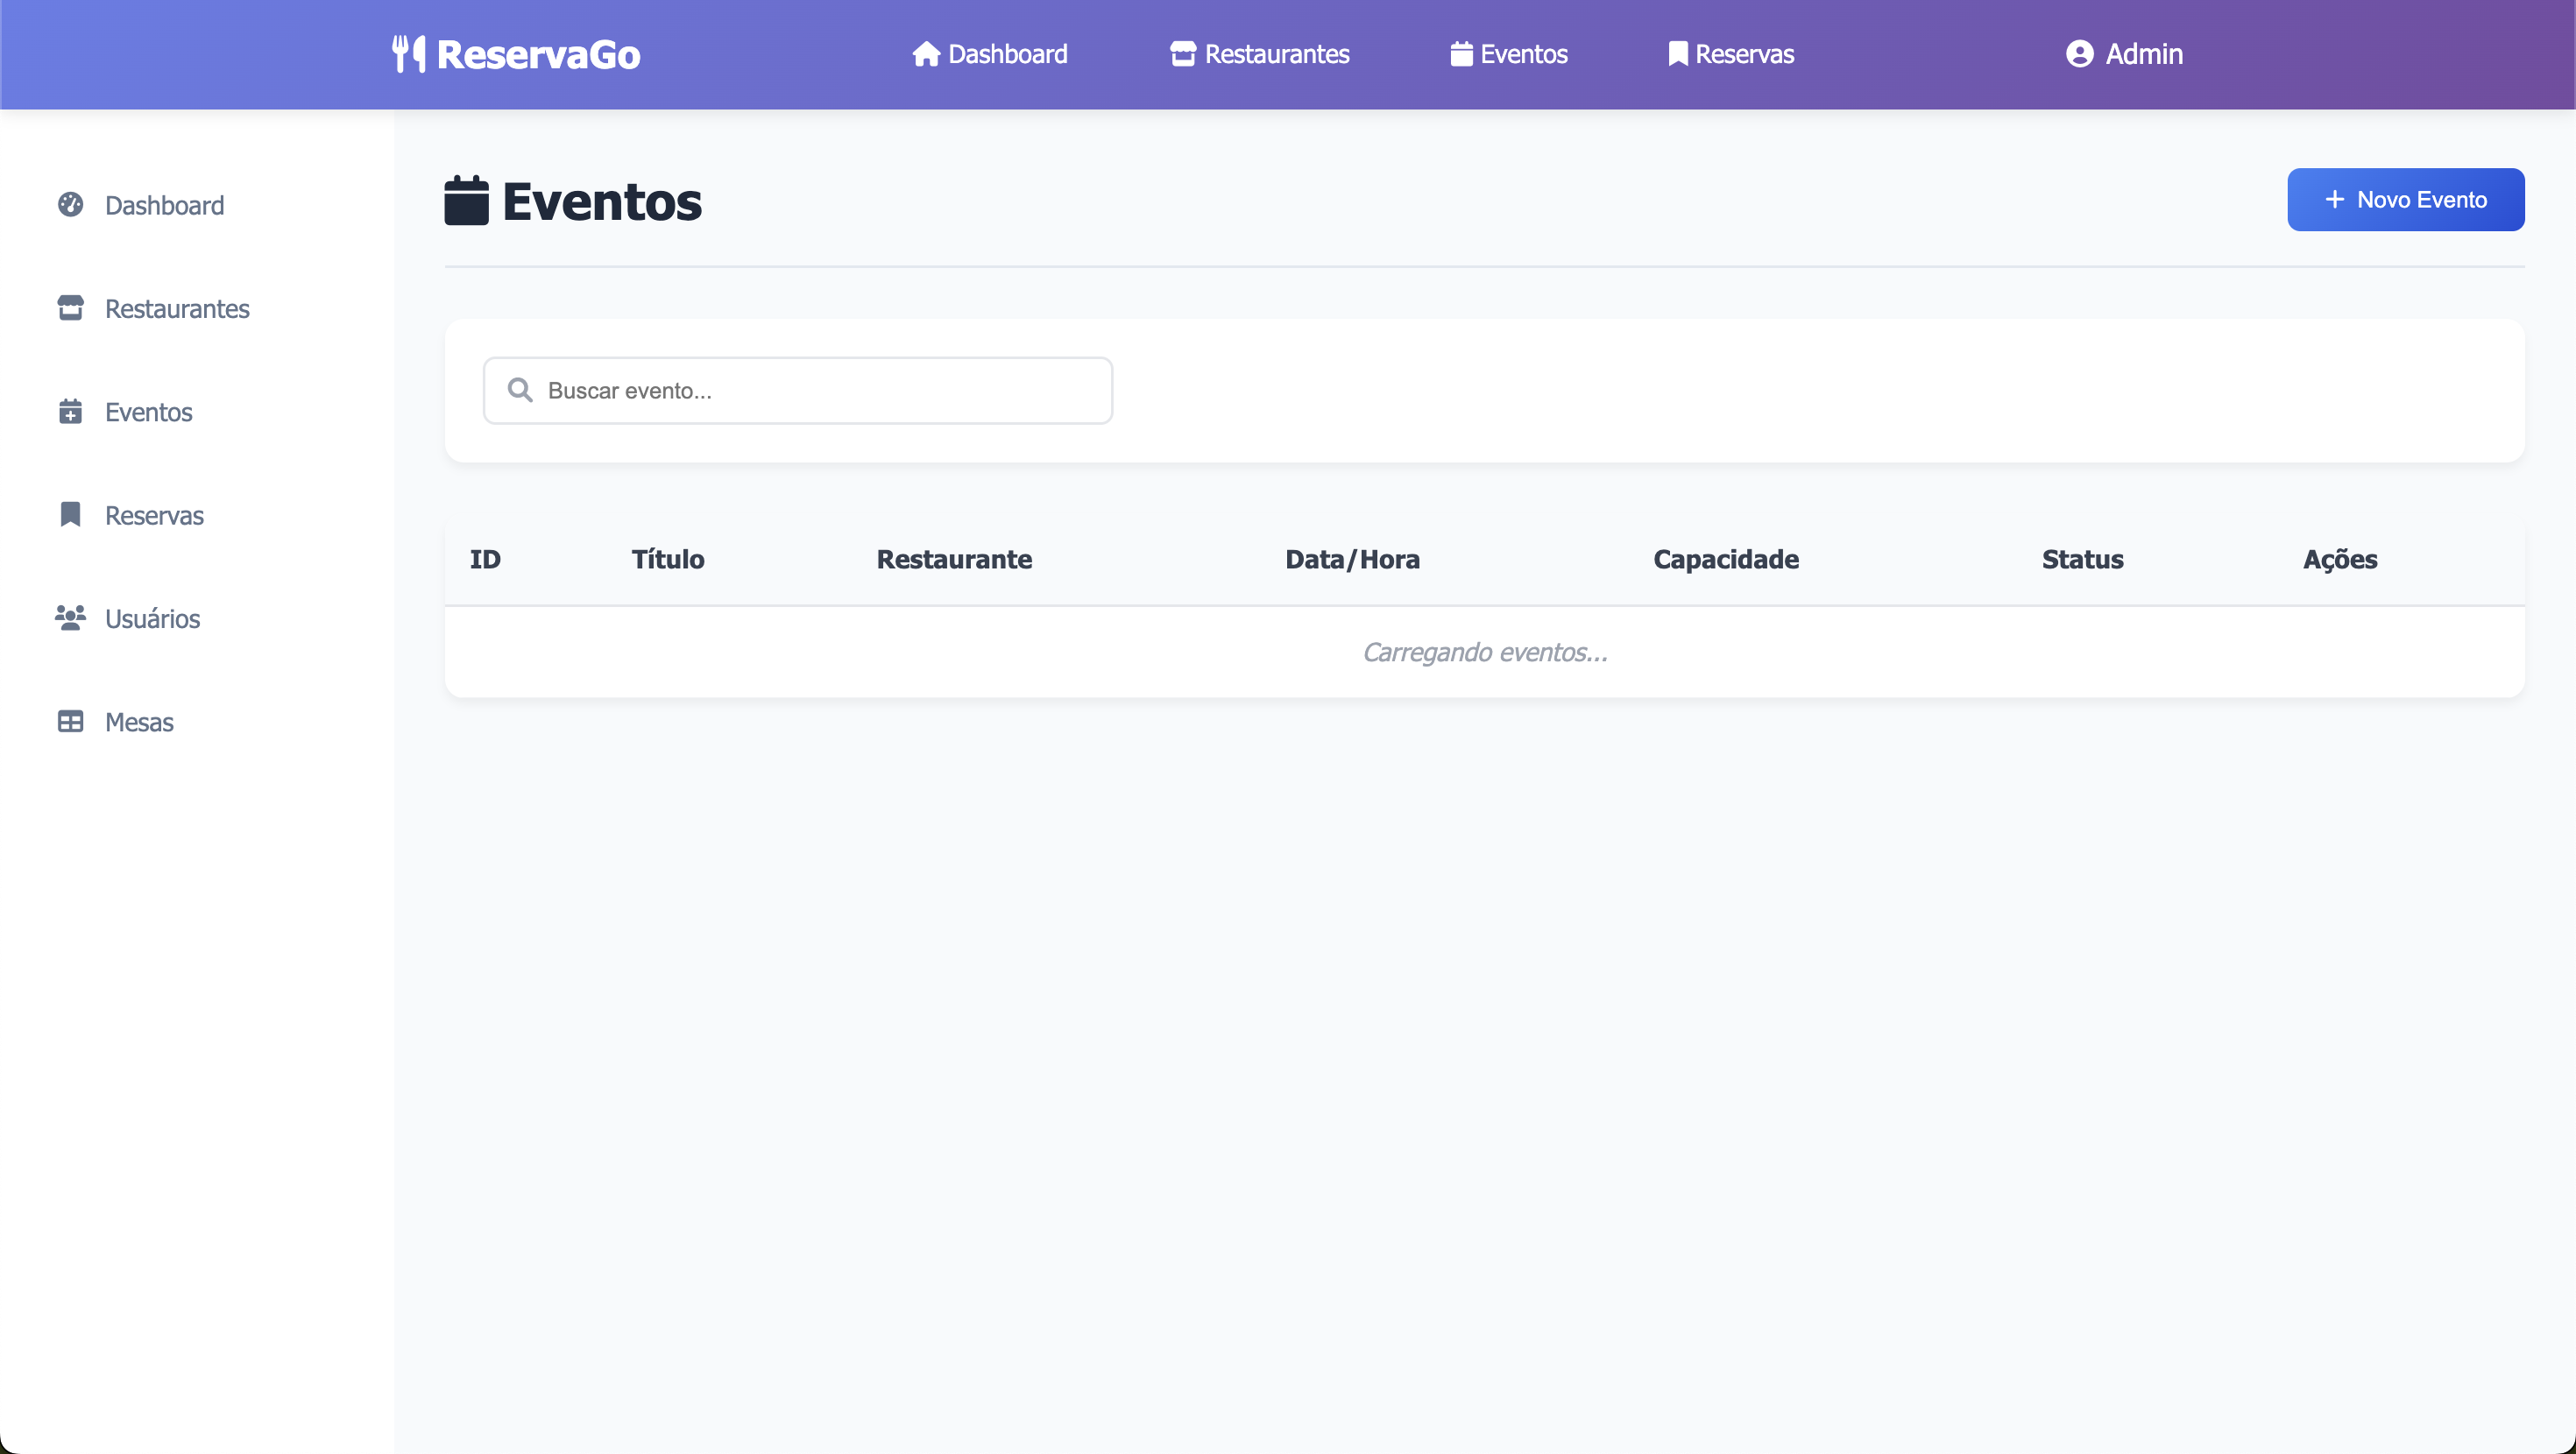 ReservaGo
Dashboard
Restaurantes
Eventos
Reservas
Admin
Dashboard
Restaurantes
Eventos
Reservas
Usuários
Mesas
Eventos
Novo Evento
Buscar evento...
ID Título Restaurante Data/Hora Capacidade Status Ações
Carregando eventos...